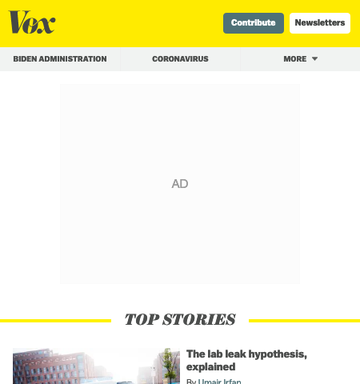 Vox
Contribute
Newsletters
BIDEN ADMINISTRATION
CORONAVIRUS
MORE
AD
TOP STORIES
The lab leak hypothesis,
explained
By Umair Irfan